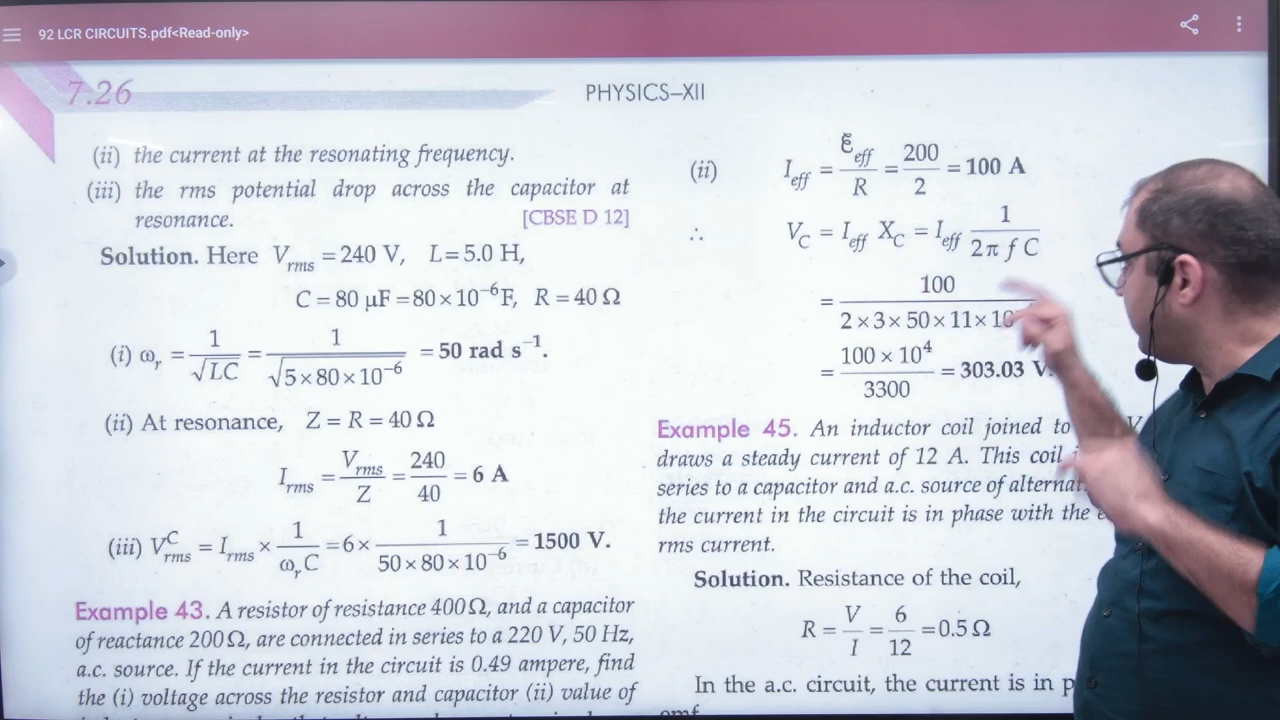 92 LCR CIRCUITS.pdf<Read-only>
7.26
PHYSICS–XII
(ii) the current at the resonating frequency.
(iii) the rms potential drop across the capacitor at
resonance. [CBSE D 12]
Solution. Here V_rms = 240 V, L = 5.0 H,
C = 80 μF = 80 × 10⁻⁶ F, R = 40 Ω
(i) ω_r = 1/√LC = 1/√(5 × 80 × 10⁻⁶) = 50 rad s⁻¹.
(ii) At resonance, Z = R = 40 Ω
I_rms = V_rms/Z = 240/40 = 6 A
(iii) V^C_rms = I_rms × 1/(ω_r C) = 6 × 1/(50 × 80 × 10⁻⁶) = 1500 V.
Example 43. A resistor of resistance 400 Ω, and a capacitor
of reactance 200 Ω, are connected in series to a 220 V, 50 Hz,
a.c. source. If the current in the circuit is 0.49 ampere, find
the (i) voltage across the resistor and capacitor (ii) value of
(ii) I_eff = ℰ_eff/R = 200/2 = 100 A
∴ V_C = I_eff X_C = I_eff 1/(2π f C)
= 100/(2 × 3 × 50 × 11 × 10
= (100 × 10⁴)/3300 = 303.03 V.
Example 45. An inductor coil joined to V
draws a steady current of 12 A. This coil
series to a capacitor and a.c. source of
the current in the circuit is in phase with the
rms current.
Solution. Resistance of the coil,
R = V/I = 6/12 = 0.5 Ω
In the a.c. circuit, the current is in
emf